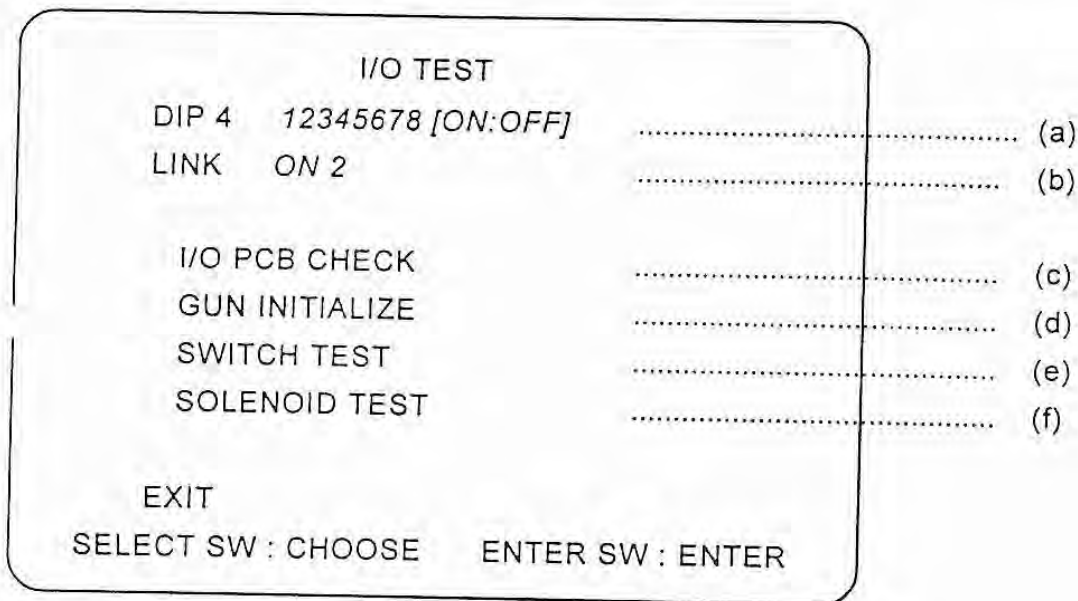 I/O TEST
DIP 4 12345678 [ON:OFF] ........................................ (a)
LINK ON 2 ........................................ (b)
I/O PCB CHECK ........................................ (c)
GUN INITIALIZE ........................................ (d)
SWITCH TEST ........................................ (e)
SOLENOID TEST ........................................ (f)
EXIT
SELECT SW : CHOOSE ENTER SW : ENTER